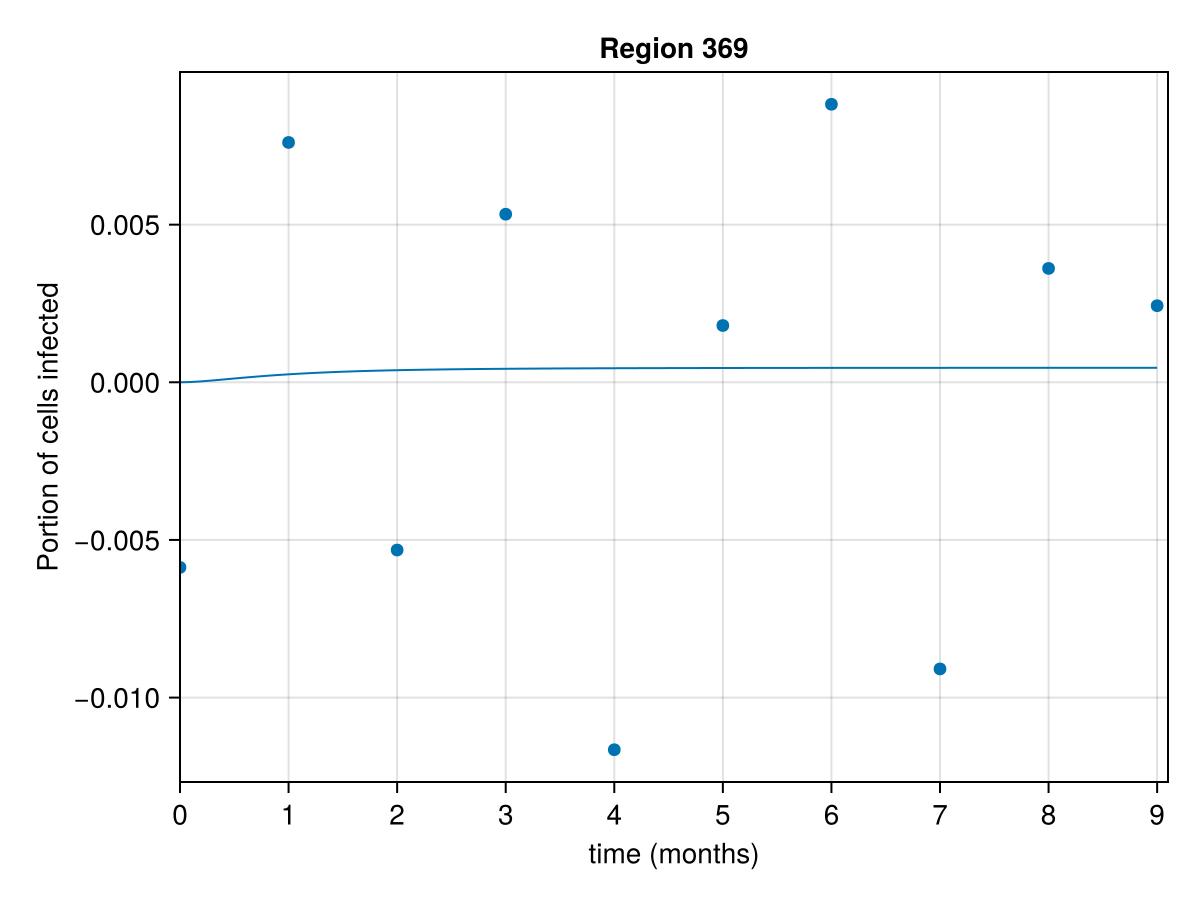 Region 369
Portion of cells infected
0.005
0.000
−0.005
−0.010
0 1 2 3 4 5 6 7 8 9
time (months)